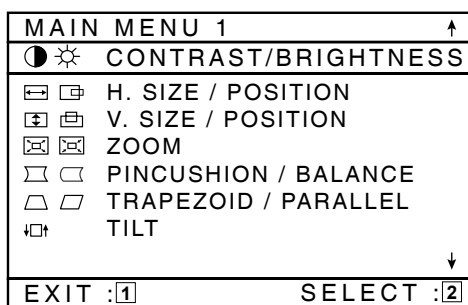 MAIN MENU 1
CONTRAST/BRIGHTNESS
H. SIZE / POSITION
V. SIZE / POSITION
ZOOM
PINCUSHION / BALANCE
TRAPEZOID / PARALLEL
TILT
EXIT :1 SELECT :2